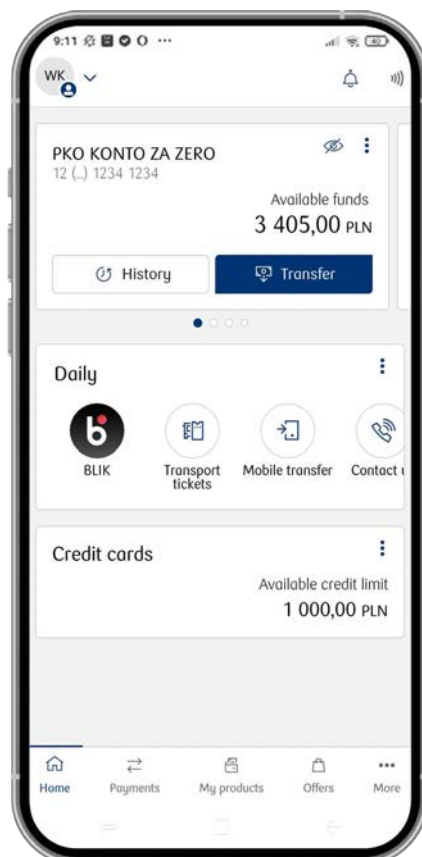 9:11
40
WK
PKO KONTO ZA ZERO
12 (...) 1234 1234
Available funds
3 405,00 PLN
History
Transfer
Daily
BLIK
Transport
tickets
Mobile transfer
Contact
Credit cards
Available credit limit
1 000,00 PLN
Home
Payments
My products
Offers
More